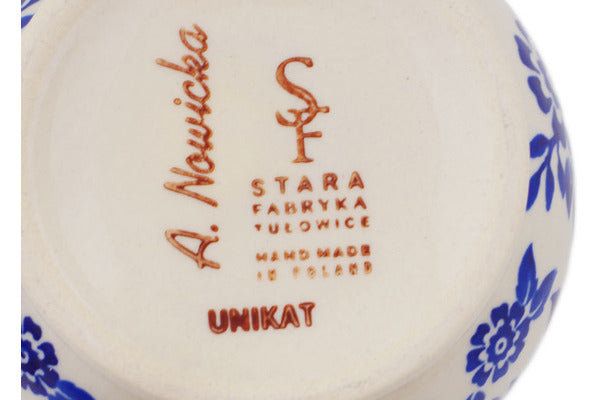 A. Nowicka
SF
STARA
FABRYKA
TUŁOWICE
HAND MADE
IN POLAND
UNIKAT